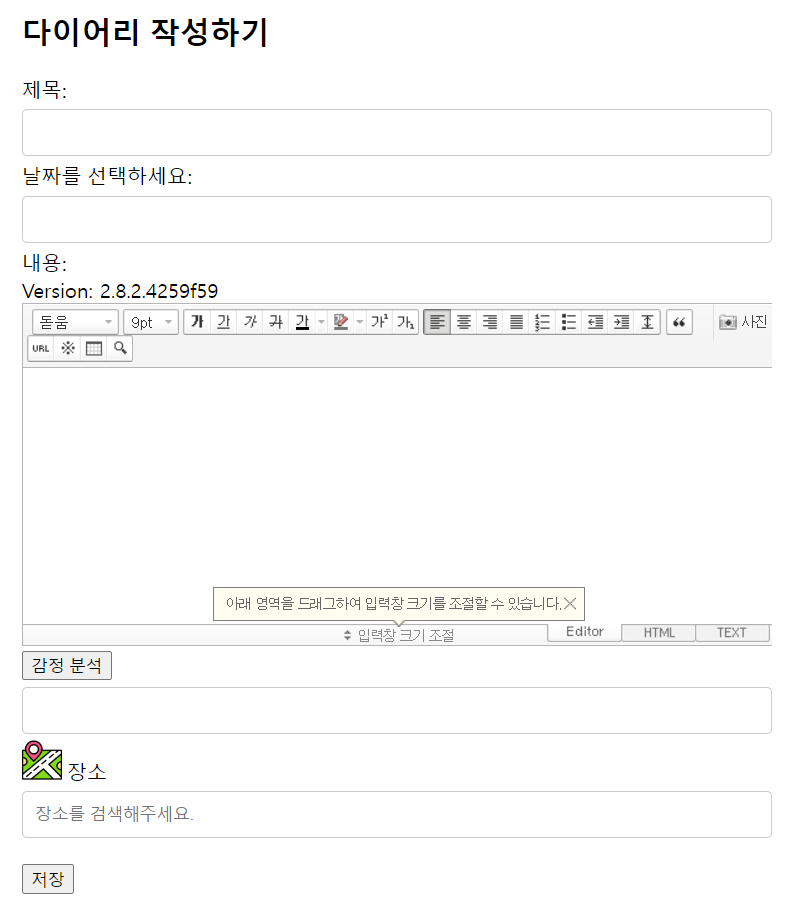 다이어리 작성하기
제목:
날짜를 선택하세요:
내용:
Version: 2.8.2.4259f59
돋움 9pt 가 가 가 가 가 가¹ 가₁ 사진
URL
아래 영역을 드래그하여 입력창 크기를 조절할 수 있습니다.
입력창 크기 조절 Editor HTML TEXT
감정 분석
장소
장소를 검색해주세요.
저장